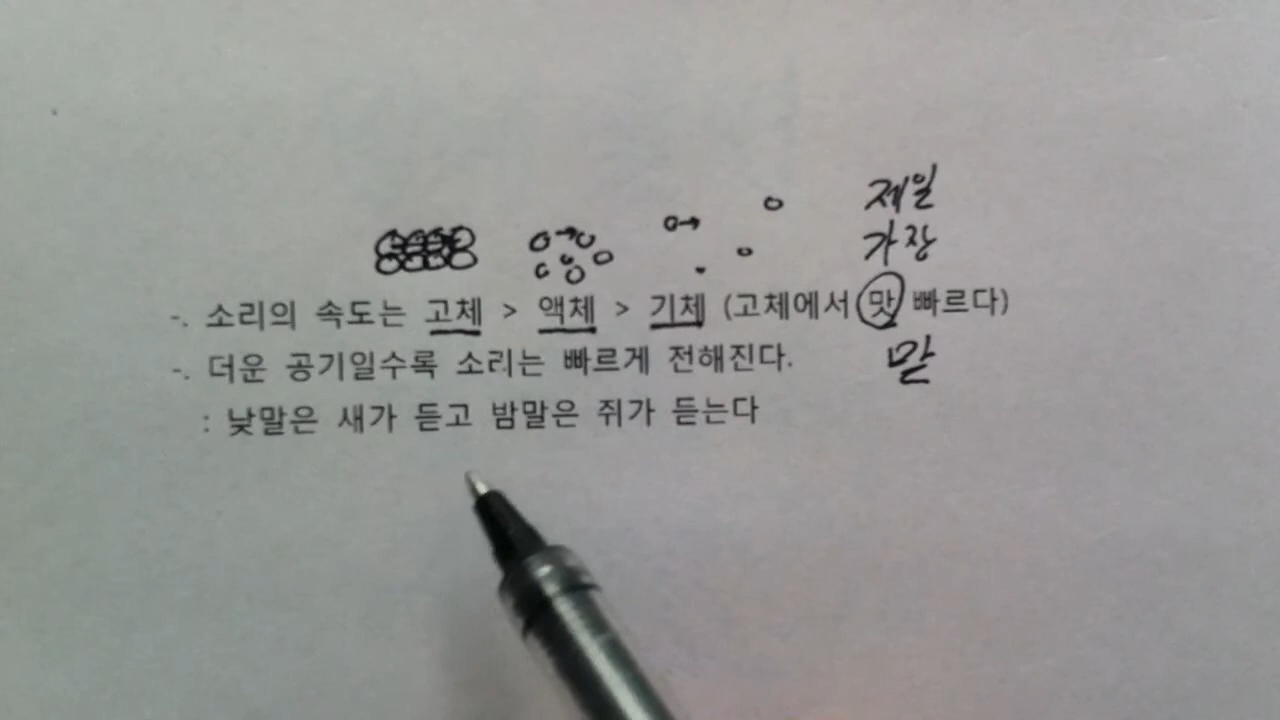 제일
가장
-. 소리의 속도는 고체 > 액체 > 기체 (고체에서 맛 빠르다)
맏
-. 더운 공기일수록 소리는 빠르게 전해진다.
: 낮말은 새가 듣고 밤말은 쥐가 듣는다